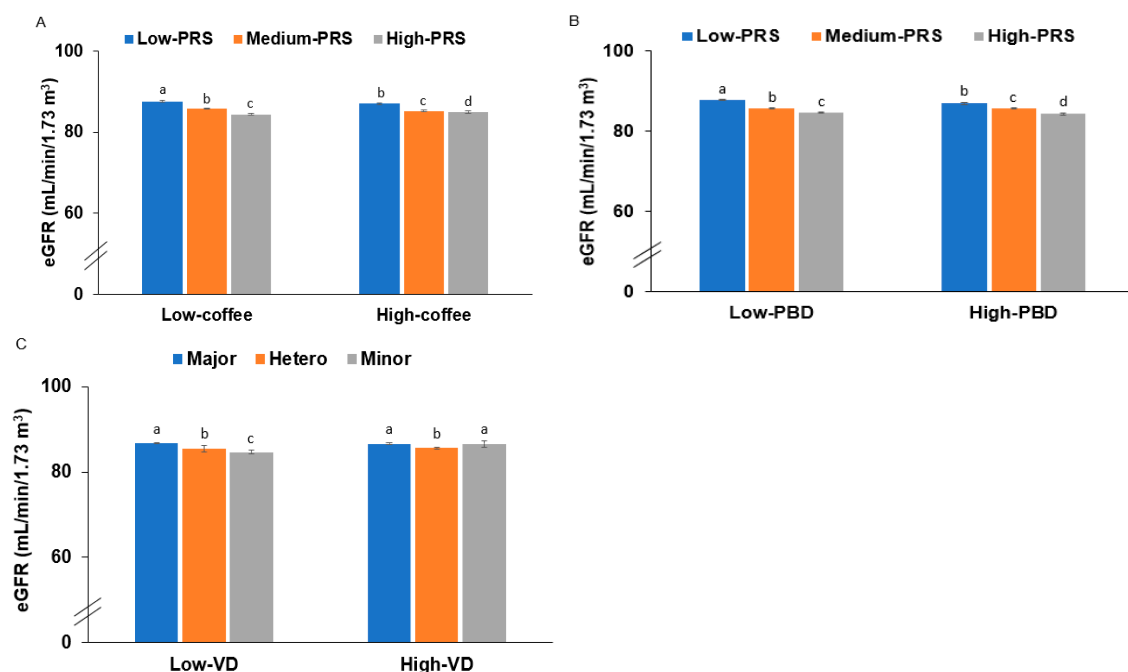 A
Low-PRS Medium-PRS High-PRS
eGFR (mL/min/1.73 m³)
100
80
60
0
a b c b c d
Low-coffee High-coffee
B
Low-PRS Medium-PRS High-PRS
eGFR (mL/min/1.73 m³)
100
80
60
0
a b c b c d
Low-PBD High-PBD
C
Major Hetero Minor
eGFR (mL/min/1.73 m³)
100
80
60
0
a b c a b a
Low-VD High-VD